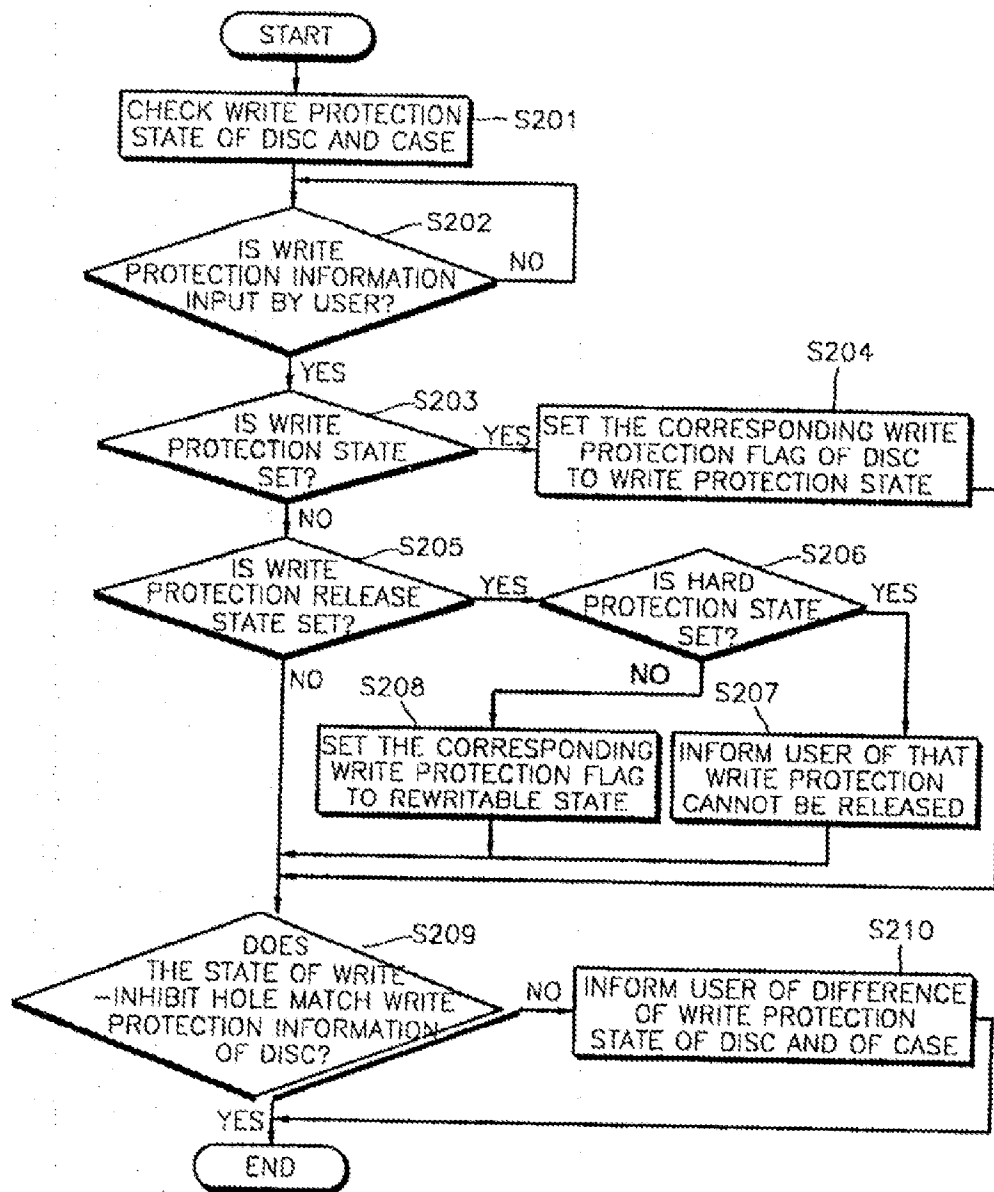 START
CHECK WRITE PROTECTION
STATE OF DISC AND CASE
S201
S202
IS WRITE
PROTECTION INFORMATION
INPUT BY USER?
NO
YES
S203
IS WRITE
PROTECTION STATE
SET?
YES
S204
SET THE CORRESPONDING WRITE
PROTECTION FLAG OF DISC
TO WRITE PROTECTION STATE
NO
S205
IS WRITE
PROTECTION RELEASE
STATE SET?
YES
S206
IS HARD
PROTECTION STATE
SET?
YES
NO
NO
S208
SET THE CORRESPONDING
WRITE PROTECTION FLAG
TO REWRITABLE STATE
S207
INFORM USER OF THAT
WRITE PROTECTION
CANNOT BE RELEASED
S209
DOES
THE STATE OF WRITE
-INHIBIT HOLE MATCH WRITE
PROTECTION INFORMATION
OF DISC?
NO
S210
INFORM USER OF DIFFERENCE
OF WRITE PROTECTION
STATE OF DISC AND OF CASE
YES
END